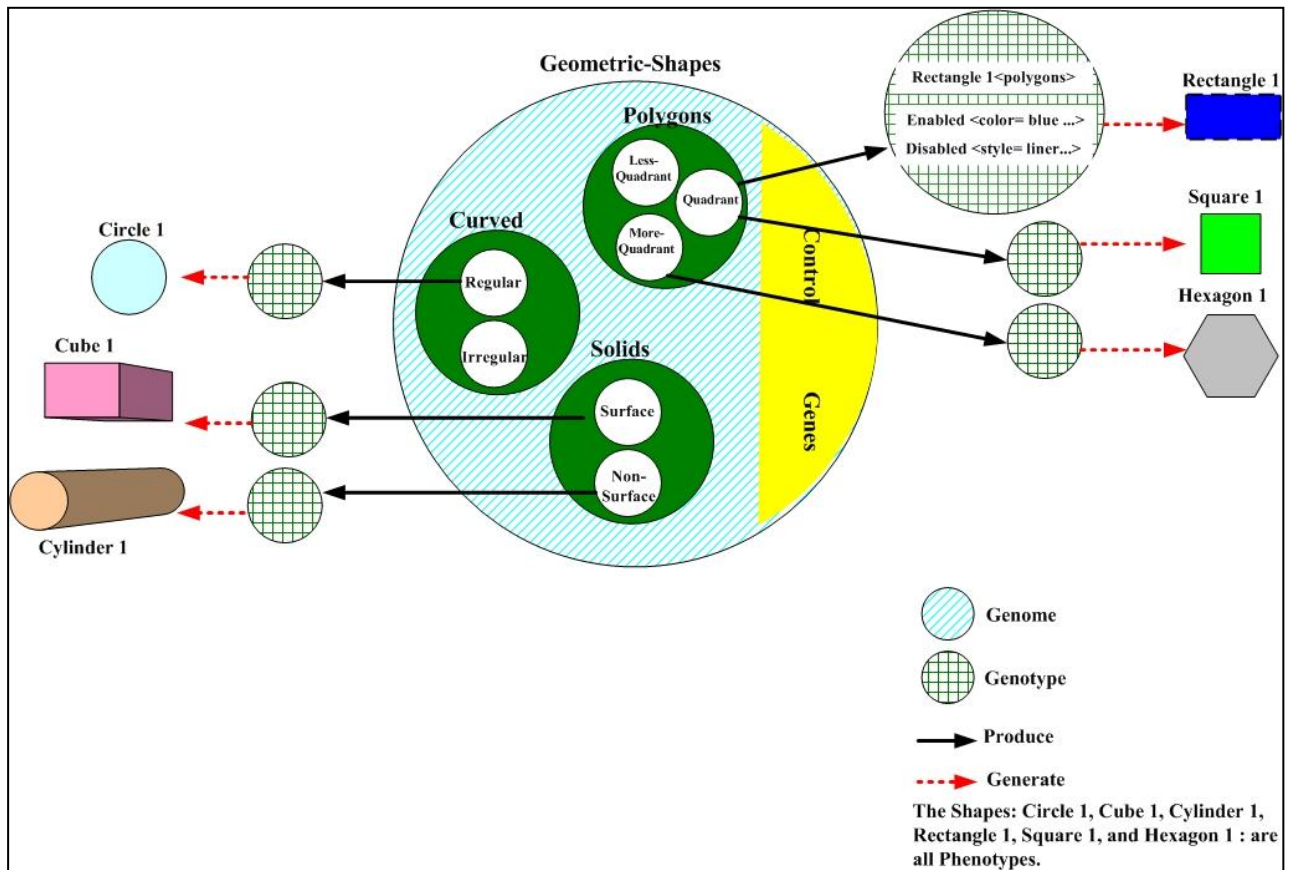 Geometric-Shapes
Polygons
Less-
Quadrant
Quadrant
More-
Quadrant
Curved
Regular
Irregular
Solids
Surface
Non-
Surface
Control
Genes
Rectangle 1<polygons>
Enabled <color= blue ...>
Disabled <style= liner...>
Rectangle 1
Square 1
Hexagon 1
Circle 1
Cube 1
Cylinder 1
Genome
Genotype
Produce
Generate
The Shapes: Circle 1, Cube 1, Cylinder 1,
Rectangle 1, Square 1, and Hexagon 1 : are
all Phenotypes.